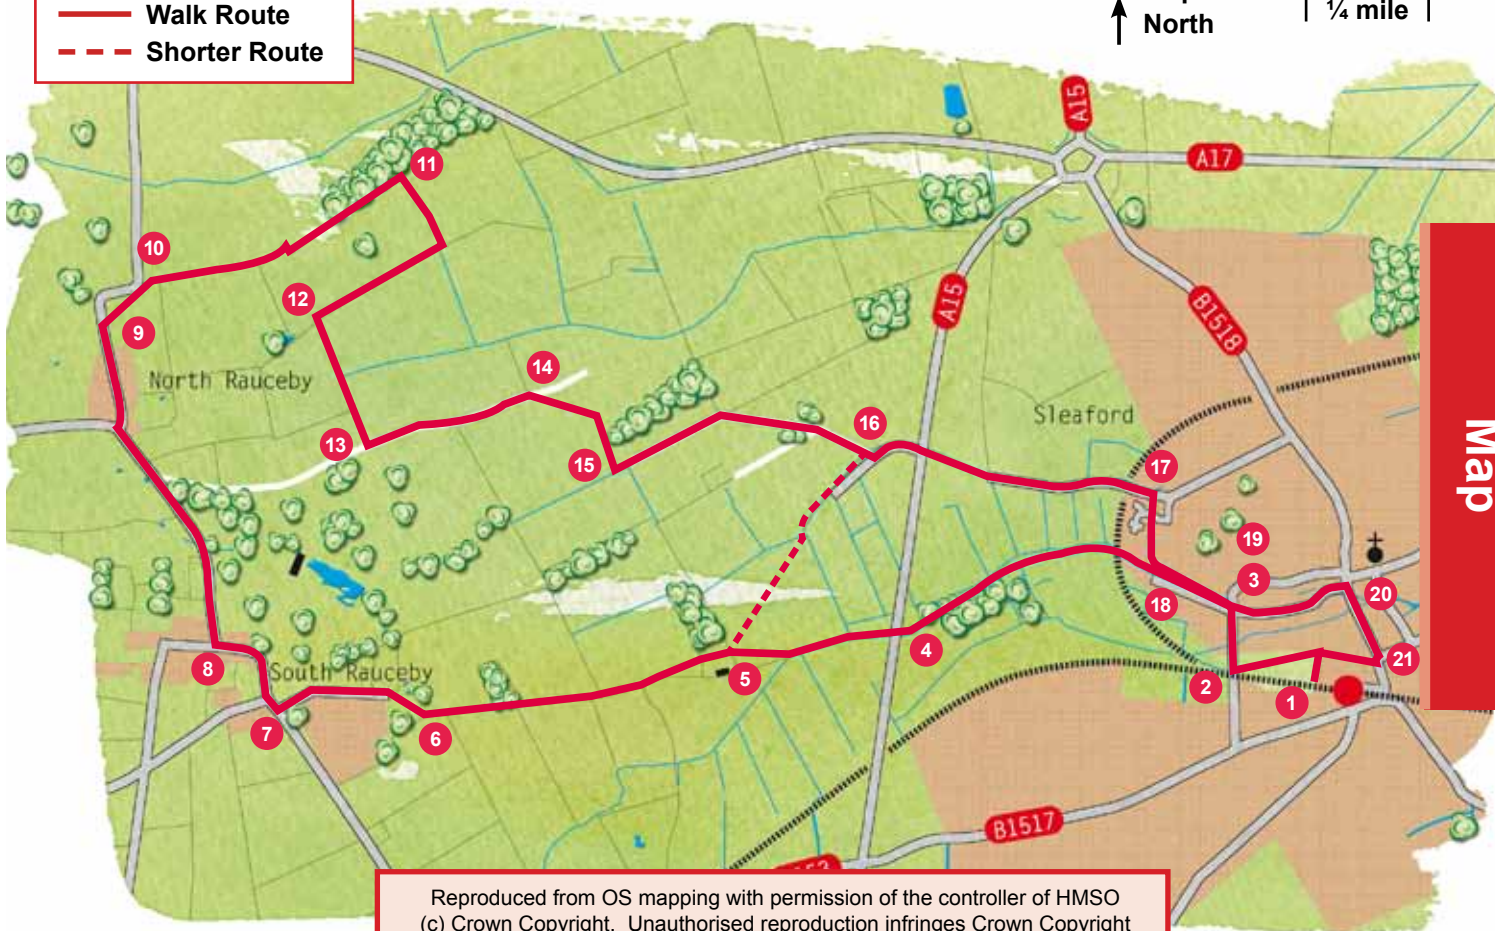 Walk Route
Shorter Route
North
¼ mile
A15
A17
11
10
A15
12
B1518
9
14
North Rauceby
Sleaford
16
13
15
17
Map
19
3
20
18
4
8
South Rauceby
5
21
2
1
7
6
B1517
Reproduced from OS mapping with permission of the controller of HMSO
(c) Crown Copyright. Unauthorised reproduction infringes Crown Copyright